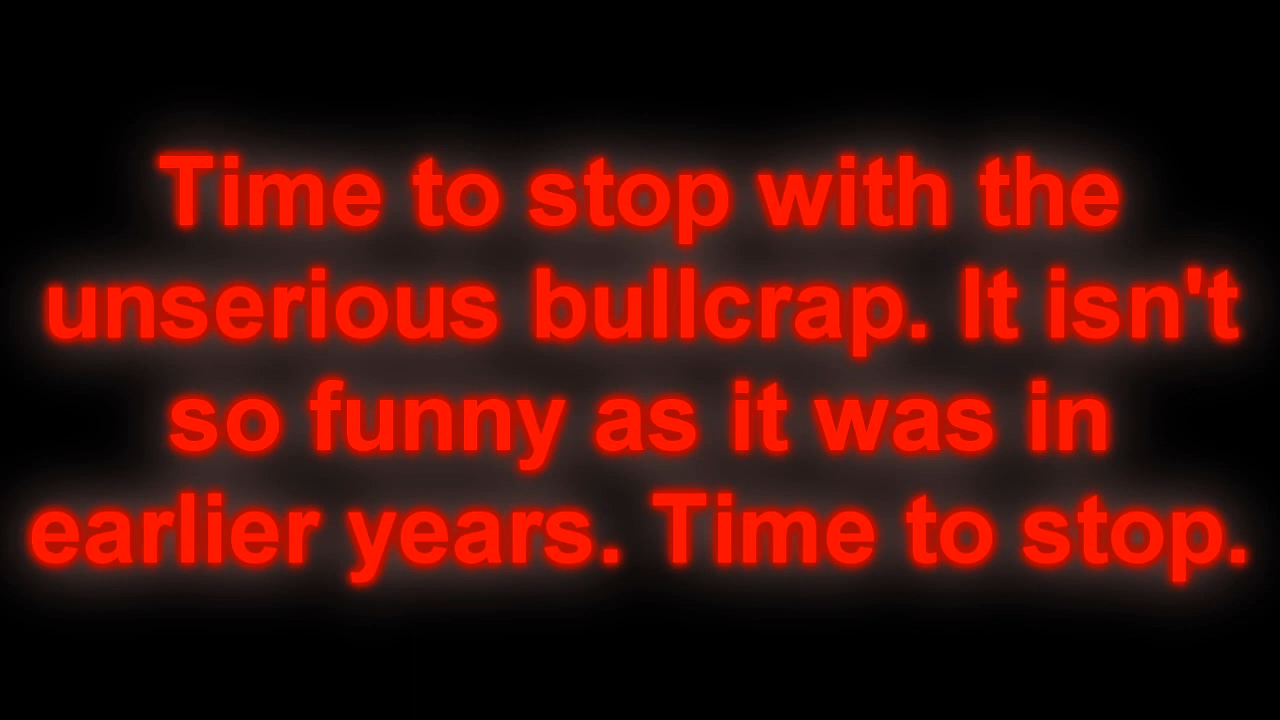 Time to stop with the
unserious bullcrap. It isn't
so funny as it was in
earlier years. Time to stop.